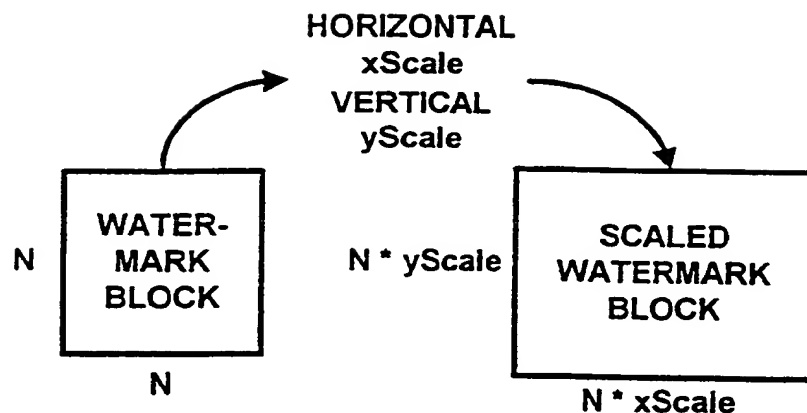 HORIZONTAL
xScale
VERTICAL
yScale
WATER-
MARK
BLOCK
N
N
N * yScale
SCALED
WATERMARK
BLOCK
N * xScale